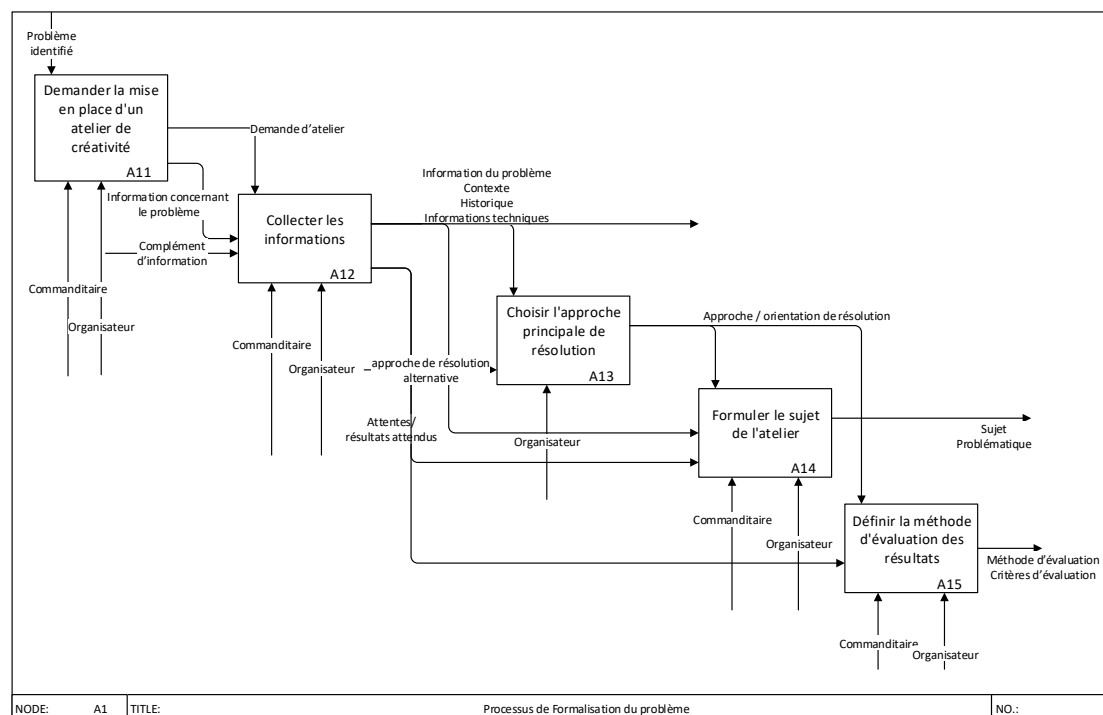 Problème
identifié
Demander la mise
en place d'un
atelier de
créativité
A11
Demande d'atelier
Information concernant
le problème
Complément
d'information
Commanditaire
Organisateur
Collecter les
informations
A12
Information du problème
Contexte
Historique
Informations techniques
Commanditaire
Organisateur
Choisir l'approche
principale de
résolution
A13
approche de résolution
alternative
Organisateur
Attentes/
résultats attendus
Approche / orientation de résolution
Formuler le sujet
de l'atelier
A14
Sujet
Problématique
Commanditaire
Organisateur
Définir la méthode
d'évaluation des
résultats
A15
Méthode d'évaluation
Critères d'évaluation
Commanditaire
Organisateur
NODE: A1 TITLE: Processus de Formalisation du problème NO.: